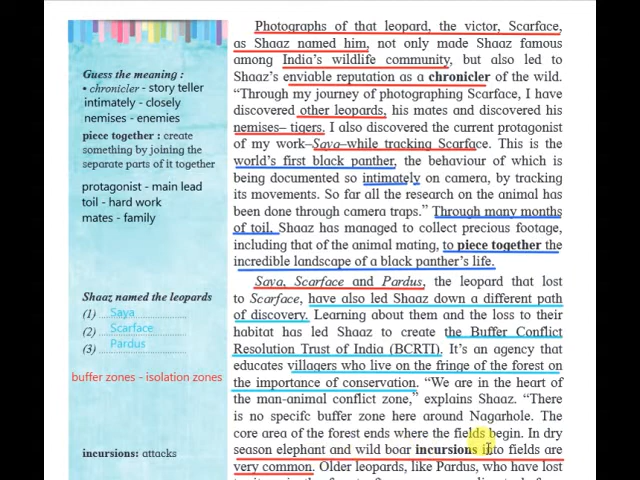 Guess the meaning :
• chronicler - story teller
intimately - closely
nemises - enemies
piece together : create
something by joining the
separate parts of it together
protagonist - main lead
toil - hard work
mates - family
Shaaz named the leopards
(1) Saya
(2) Scarface
(3) Pardus
buffer zones - isolation zones
incursions: attacks
Photographs of that leopard, the victor, Scarface,
as Shaaz named him, not only made Shaaz famous
among India's wildlife community, but also led to
Shaaz's enviable reputation as a chronicler of the wild.
“Through my journey of photographing Scarface, I have
discovered other leopards, his mates and discovered his
nemises– tigers. I also discovered the current protagonist
of my work–Saya–while tracking Scarface. This is the
world's first black panther, the behaviour of which is
being documented so intimately on camera, by tracking
its movements. So far all the research on the animal has
been done through camera traps.” Through many months
of toil, Shaaz has managed to collect precious footage,
including that of the animal mating, to piece together the
incredible landscape of a black panther's life.
Saya, Scarface and Pardus, the leopard that lost
to Scarface, have also led Shaaz down a different path
of discovery. Learning about them and the loss to their
habitat has led Shaaz to create the Buffer Conflict
Resolution Trust of India (BCRTI). It's an agency that
educates villagers who live on the fringe of the forest on
the importance of conservation. “We are in the heart of
the man-animal conflict zone,” explains Shaaz. “There
is no specifc buffer zone here around Nagarhole. The
core area of the forest ends where the fields begin. In dry
season elephant and wild boar incursions into fields are
very common. Older leopards, like Pardus, who have lost